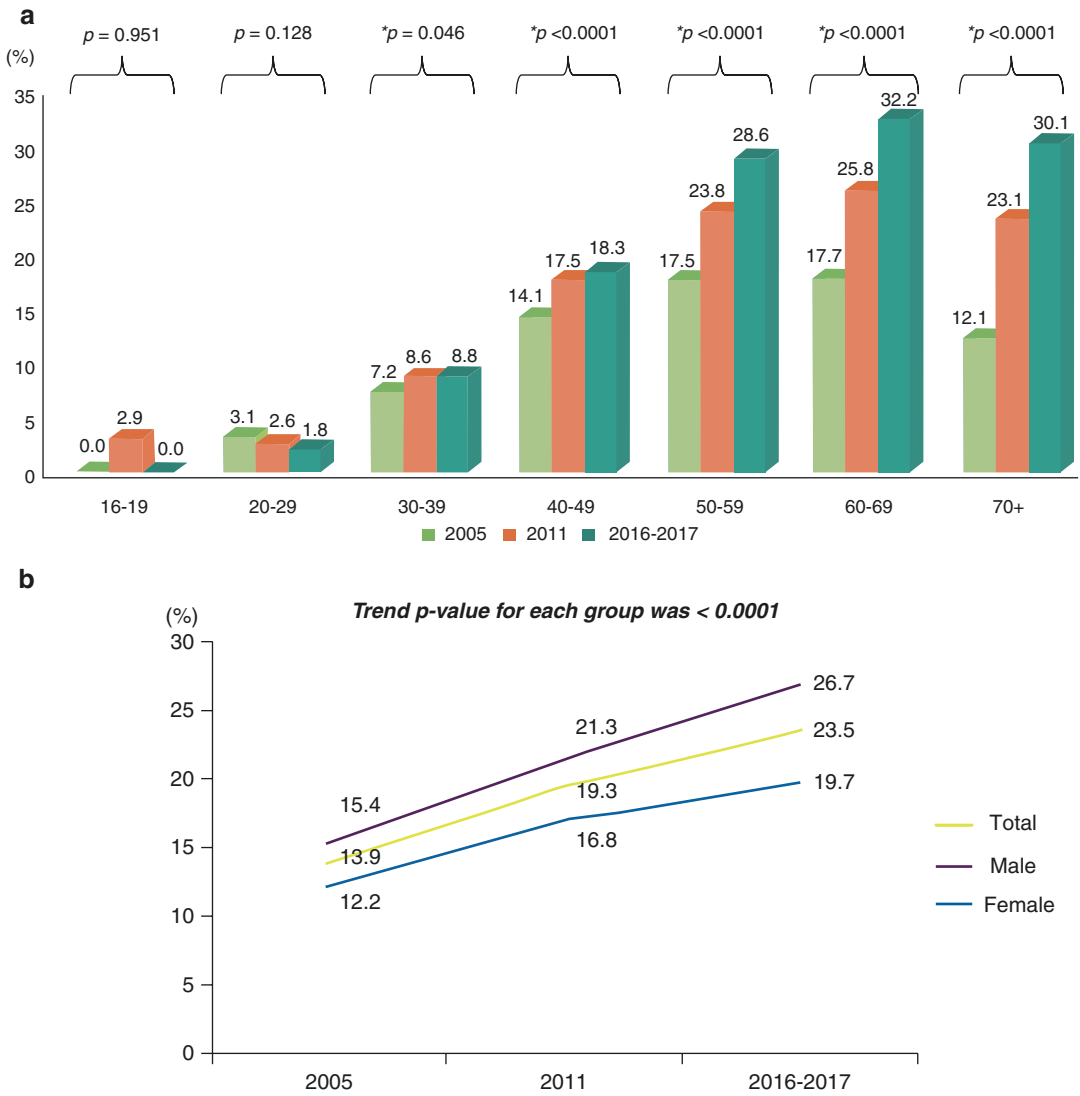 a
p = 0.951 p = 0.128 *p = 0.046 *p <0.0001 *p <0.0001 *p <0.0001 *p <0.0001
(%)
35
30
25
20
15
10
5
0
0.0 2.9 0.0
3.1 2.6 1.8
7.2 8.6 8.8
14.1 17.5 18.3
17.5 23.8 28.6
17.7 25.8 32.2
12.1 23.1 30.1
16-19 20-29 30-39 40-49 50-59 60-69 70+
2005 2011 2016-2017
b
Trend p-value for each group was < 0.0001
(%)
30
25
20
15
10
5
0
15.4 21.3 26.7
13.9 19.3 23.5
12.2 16.8 19.7
Total
Male
Female
2005 2011 2016-2017